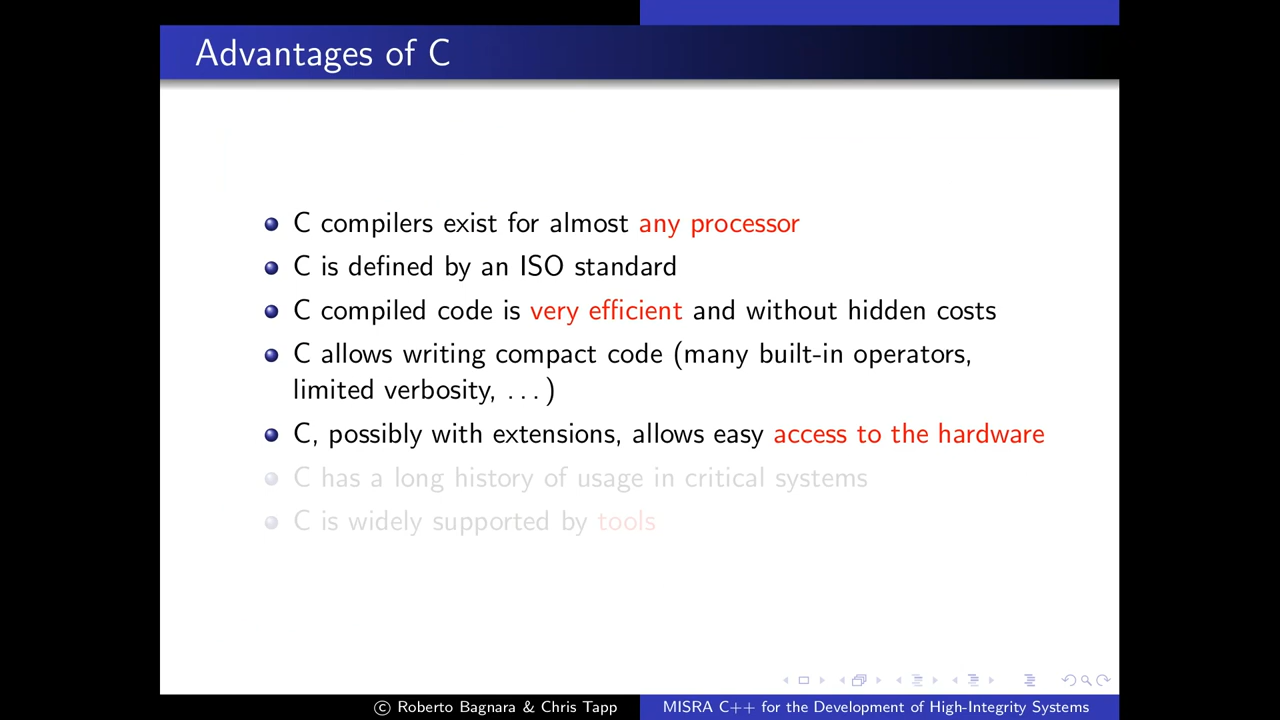 Advantages of C
C compilers exist for almost any processor
C is defined by an ISO standard
C compiled code is very efficient and without hidden costs
C allows writing compact code (many built-in operators,
limited verbosity, . . . )
C, possibly with extensions, allows easy access to the hardware
C has a long history of usage in critical systems
C is widely supported by tools
© Roberto Bagnara & Chris Tapp
MISRA C++ for the Development of High-Integrity Systems